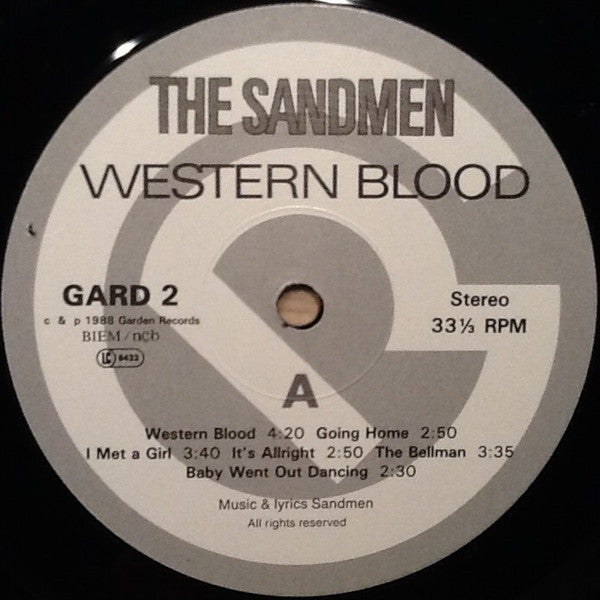 THE SANDMEN
WESTERN BLOOD
GARD 2
c & p 1988 Garden Records
BIEM/ncb
LC 8433
Stereo
33⅓ RPM
A
Western Blood 4:20 Going Home 2:50
I Met a Girl 3:40 It's Allright 2:50 The Bellman 3:35
Baby Went Out Dancing 2:30
Music & lyrics Sandmen
All rights reserved